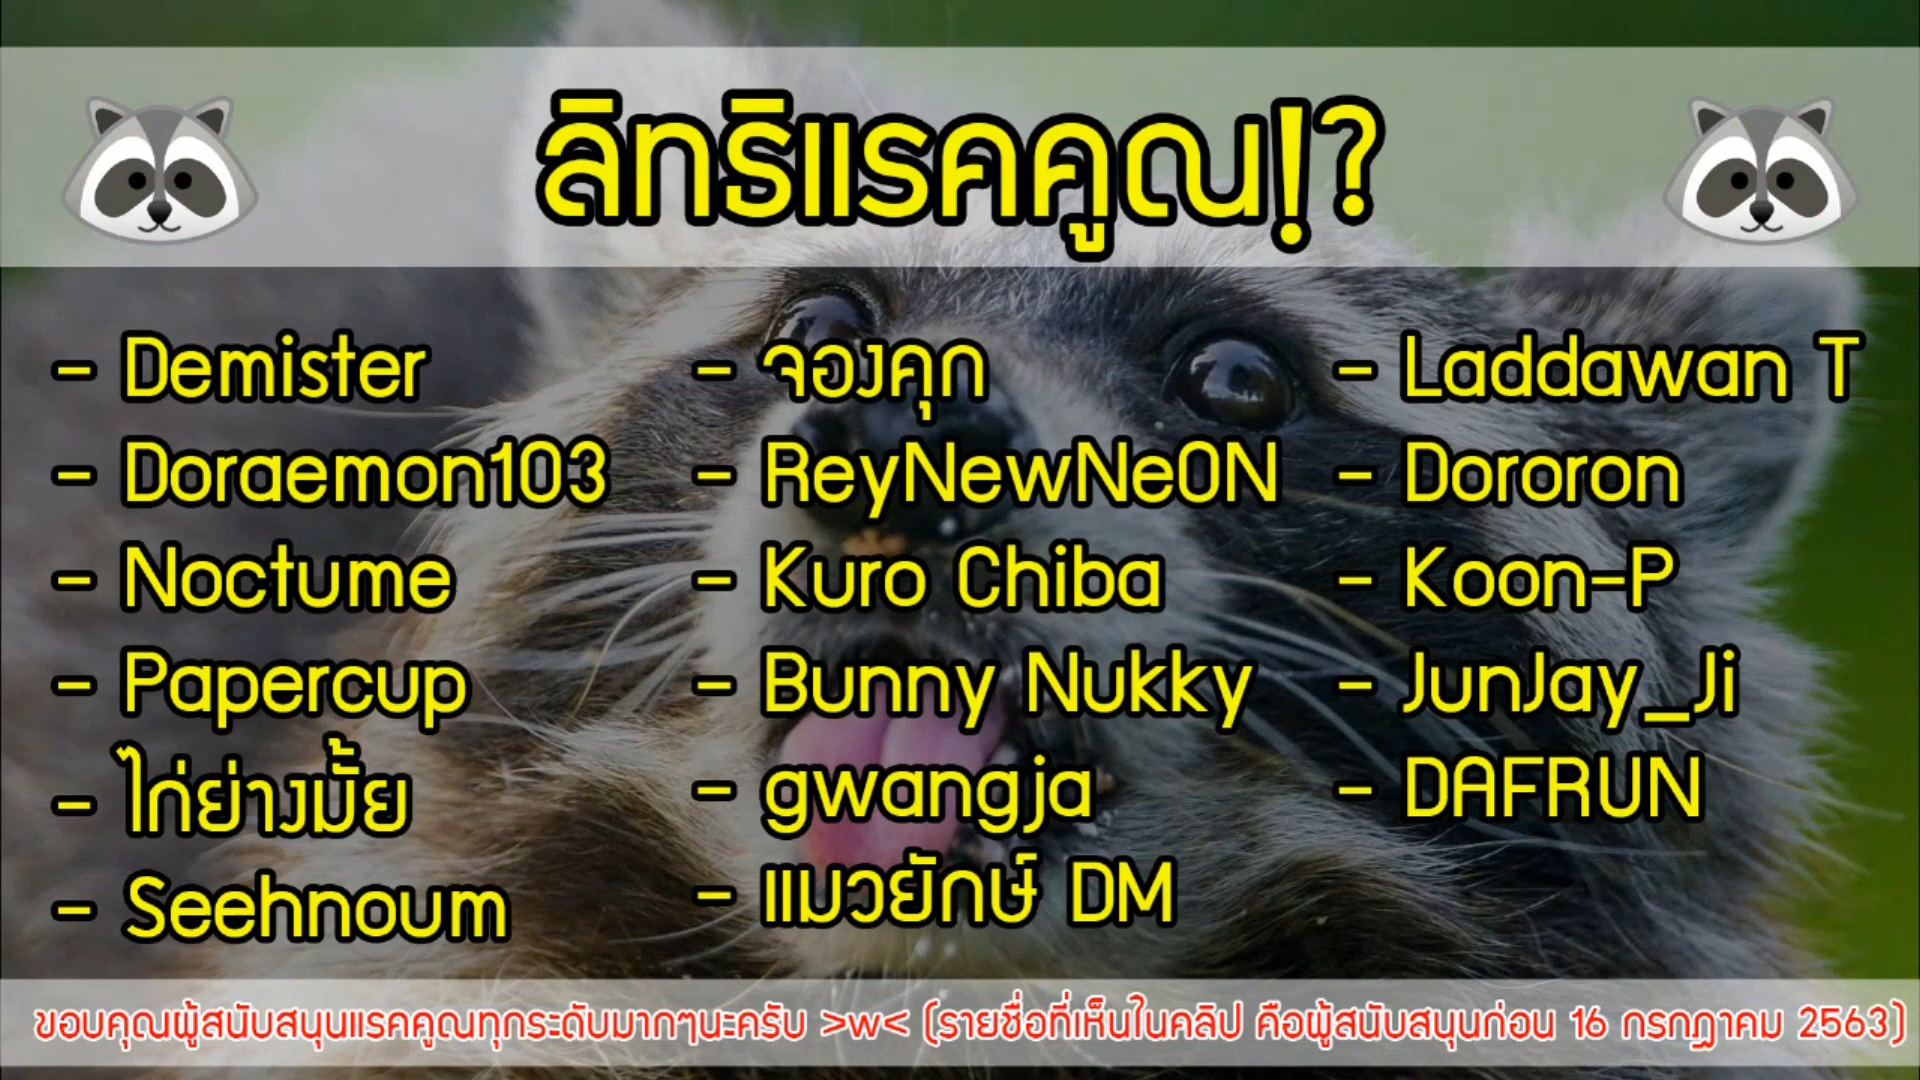 ลิทธิแรคคูณ!?
- Demister
- Doraemon103
- Noctume
- Papercup
- ไก่ย่างมั้ย
- Seehnoum
- จองคุก
- ReyNewNeON
- Kuro Chiba
- Bunny Nukky
- gwangja
- แมวยักษ์ DM
- Laddawan T
- Dororon
- Koon-P
- JunJay_Ji
- DAFRUN
ขอบคุณผู้สนับสนุนแรคคูณทุกระดับมากๆนะครับ >w< (รายชื่อที่เห็นในคลิป คือผู้สนับสนุนก่อน 16 กรกฎาคม 2563)